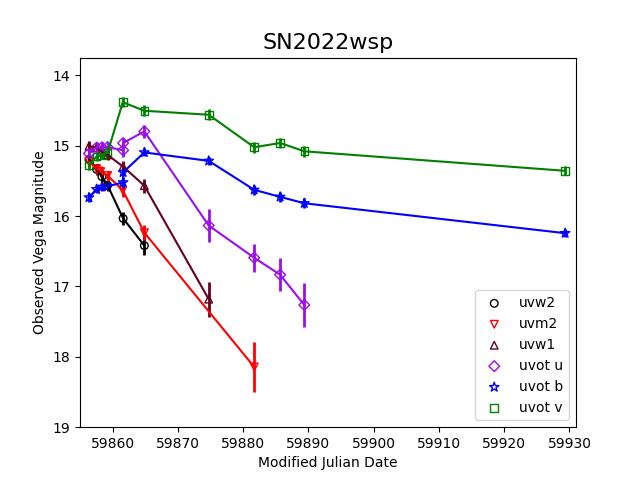 SN2022wsp
14
15
16
17
18
19
Observed Vega Magnitude
59860 59870 59880 59890 59900 59910 59920 59930
Modified Julian Date
uvw2
uvm2
uvw1
uvot u
uvot b
uvot v